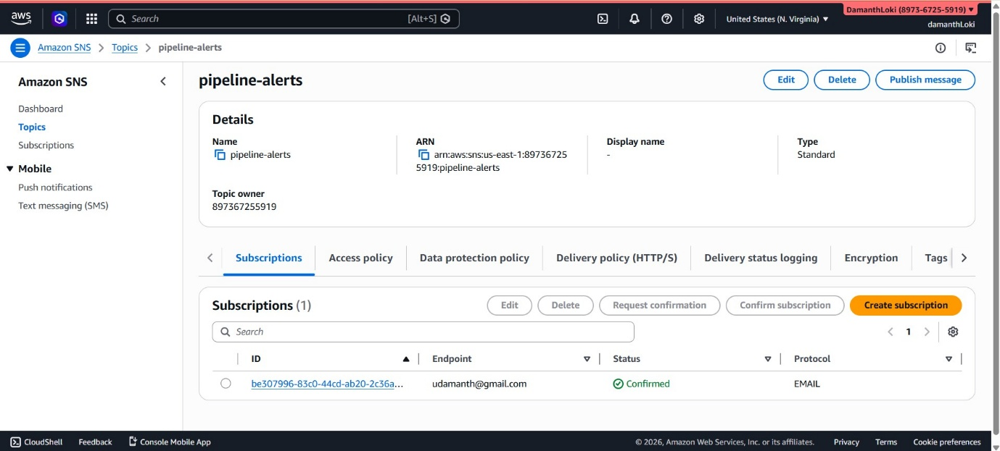 aws
Search [Alt+S]
United States (N. Virginia)
DamanthLoki (8973-6725-5919)
damanthLoki
Amazon SNS
Topics
pipeline-alerts
Amazon SNS
Dashboard
Topics
Subscriptions
Mobile
Push notifications
Text messaging (SMS)
pipeline-alerts
Edit
Delete
Publish message
Details
Name
pipeline-alerts
ARN
arn:aws:sns:us-east-1:89736725
5919:pipeline-alerts
Display name
-
Type
Standard
Topic owner
897367255919
Subscriptions
Access policy
Data protection policy
Delivery policy (HTTP/S)
Delivery status logging
Encryption
Tags
Subscriptions (1)
Edit
Delete
Request confirmation
Confirm subscription
Create subscription
Search
1
ID
Endpoint
Status
Protocol
be307996-83c0-44cd-ab20-2c36a...
udamanth@gmail.com
Confirmed
EMAIL
CloudShell
Feedback
Console Mobile App
© 2026, Amazon Web Services, Inc. or its affiliates.
Privacy
Terms
Cookie preferences